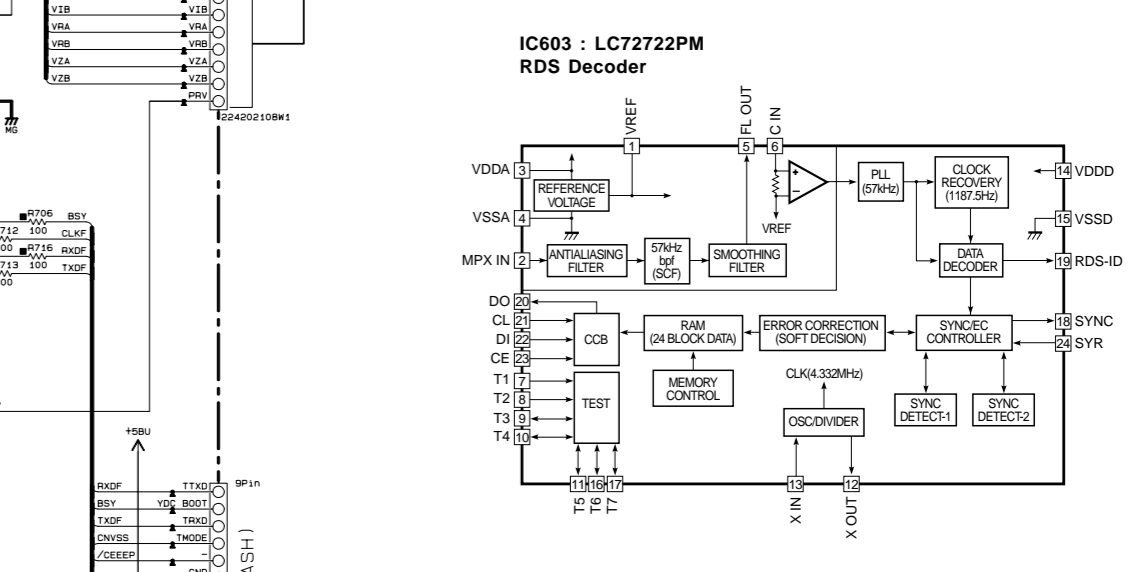 VIB VIB
VRA VRA
VRB VRB
VZA VZA
VZB VZB
PRV
224202108W1
MG
R706 BSY
712 100 CLKF
00 R716 RXDF
713 100 TXDF
00
+5BU
9Pin
RXDF TTXD
BSY YDC BOOT
TXDF TRXD
CNVSS TMODE
/CEEEP -
GND
ASH)
IC603 : LC72722PM
RDS Decoder
VREF
FL OUT
C IN
1
5
6
VDDA 3
REFERENCE
VOLTAGE
VSSA 4
+
−
VREF
PLL
(57kHz)
CLOCK
RECOVERY
(1187.5Hz)
14 VDDD
15 VSSD
MPX IN 2
ANTIALIASING
FILTER
57kHz
bpf
(SCF)
SMOOTHING
FILTER
DATA
DECODER
19 RDS-ID
DO 20
CL 21
DI 22
CE 23
CCB
RAM
(24 BLOCK DATA)
ERROR CORRECTION
(SOFT DECISION)
SYNC/EC
CONTROLLER
18 SYNC
24 SYR
T1 7
T2 8
T3 9
T4 10
TEST
MEMORY
CONTROL
CLK(4.332MHz)
OSC/DIVIDER
SYNC
DETECT-1
SYNC
DETECT-2
11 16 17
13
12
T5
T6
T7
X IN
X OUT